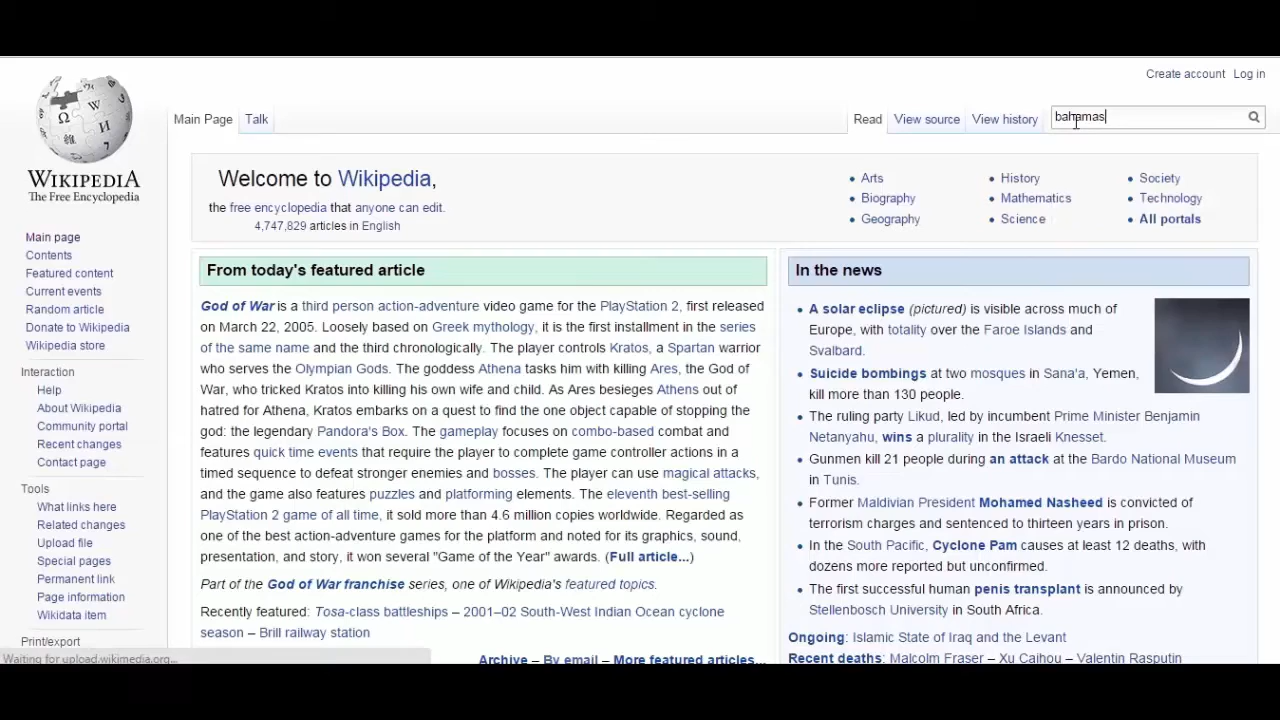 Create account Log in
Main Page Talk Read View source View history bahamas
WIKIPEDIA
The Free Encyclopedia
Main page
Contents
Featured content
Current events
Random article
Donate to Wikipedia
Wikipedia store
Interaction
Help
About Wikipedia
Community portal
Recent changes
Contact page
Tools
What links here
Related changes
Upload file
Special pages
Permanent link
Page information
Wikidata item
Print/export
Waiting for upload.wikimedia.org...
Welcome to Wikipedia,
the free encyclopedia that anyone can edit.
4,747,829 articles in English
Arts
Biography
Geography
History
Mathematics
Science
Society
Technology
All portals
From today's featured article
God of War is a third person action-adventure video game for the PlayStation 2, first released
on March 22, 2005. Loosely based on Greek mythology, it is the first installment in the series
of the same name and the third chronologically. The player controls Kratos, a Spartan warrior
who serves the Olympian Gods. The goddess Athena tasks him with killing Ares, the God of
War, who tricked Kratos into killing his own wife and child. As Ares besieges Athens out of
hatred for Athena, Kratos embarks on a quest to find the one object capable of stopping the
god: the legendary Pandora's Box. The gameplay focuses on combo-based combat and
features quick time events that require the player to complete game controller actions in a
timed sequence to defeat stronger enemies and bosses. The player can use magical attacks,
and the game also features puzzles and platforming elements. The eleventh best-selling
PlayStation 2 game of all time, it sold more than 4.6 million copies worldwide. Regarded as
one of the best action-adventure games for the platform and noted for its graphics, sound,
presentation, and story, it won several "Game of the Year" awards. (Full article...)
Part of the God of War franchise series, one of Wikipedia's featured topics.
Recently featured: Tosa-class battleships – 2001–02 South-West Indian Ocean cyclone
season – Brill railway station
Archive – By email – More featured articles...
In the news
A solar eclipse (pictured) is visible across much of
Europe, with totality over the Faroe Islands and
Svalbard.
Suicide bombings at two mosques in Sana'a, Yemen,
kill more than 130 people.
The ruling party Likud, led by incumbent Prime Minister Benjamin
Netanyahu, wins a plurality in the Israeli Knesset.
Gunmen kill 21 people during an attack at the Bardo National Museum
in Tunis.
Former Maldivian President Mohamed Nasheed is convicted of
terrorism charges and sentenced to thirteen years in prison.
In the South Pacific, Cyclone Pam causes at least 12 deaths, with
dozens more reported but unconfirmed.
The first successful human penis transplant is announced by
Stellenbosch University in South Africa.
Ongoing: Islamic State of Iraq and the Levant
Recent deaths: Malcolm Fraser – Xu Caihou – Valentin Rasputin